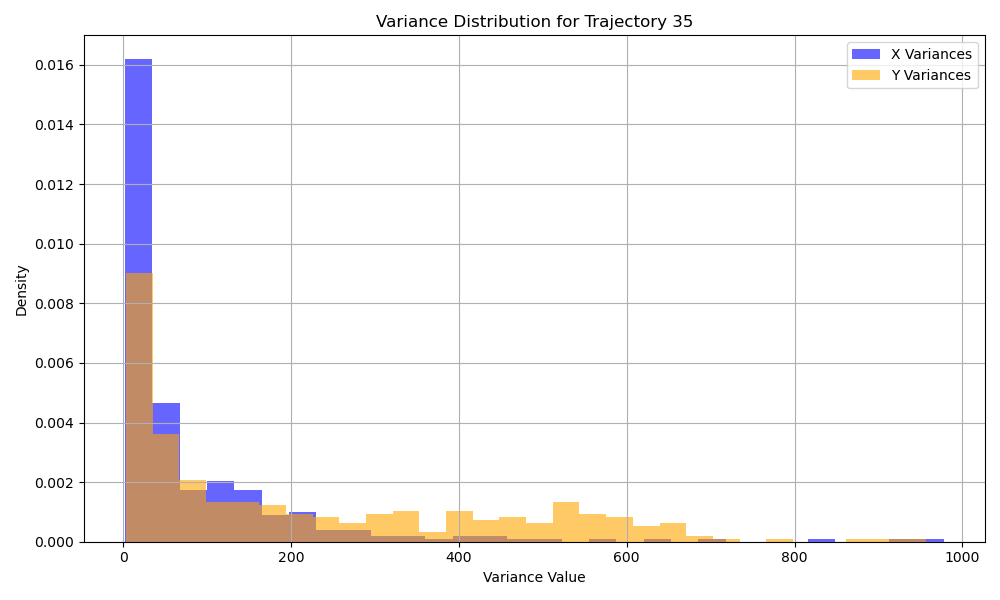 Variance Distribution for Trajectory 35
X Variances
Y Variances
Density
0.016
0.014
0.012
0.010
0.008
0.006
0.004
0.002
0.000
0 200 400 600 800 1000
Variance Value